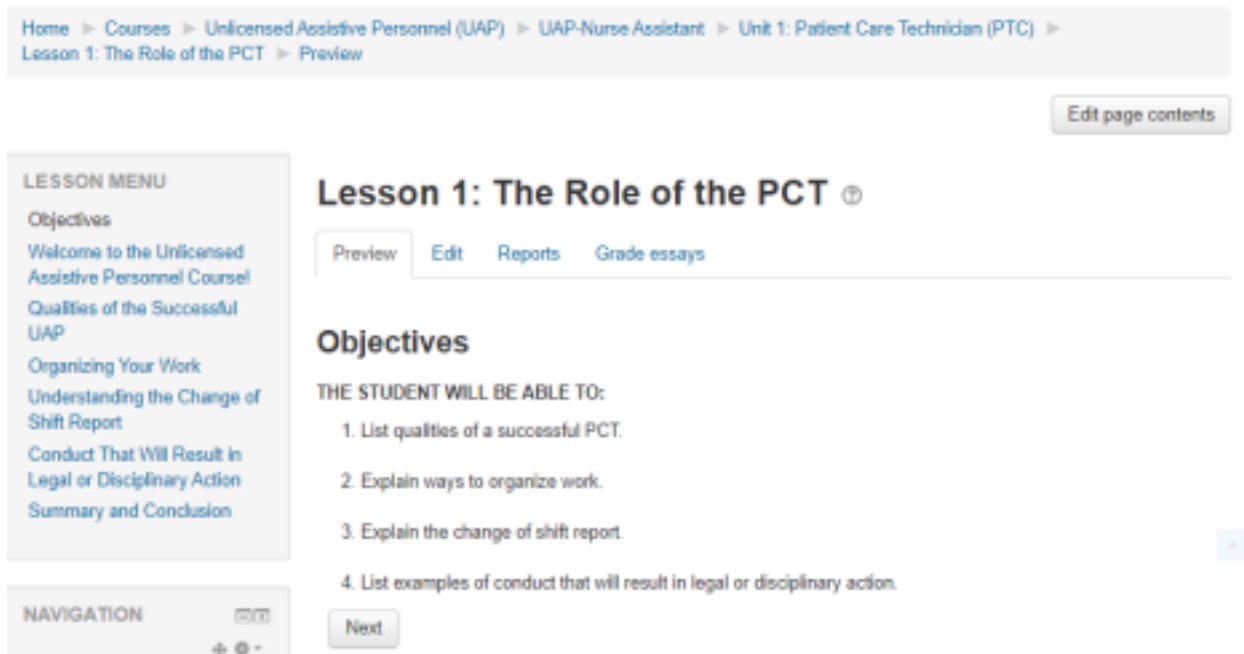 Home ► Courses ► Unlicensed Assistive Personnel (UAP) ► UAP-Nurse Assistant ► Unit 1: Patient Care Technician (PTC) ►
Lesson 1: The Role of the PCT ► Preview
Edit page contents
LESSON MENU
Objectives
Welcome to the Unlicensed
Assistive Personnel Course!
Qualities of the Successful
UAP
Organizing Your Work
Understanding the Change of
Shift Report
Conduct That Will Result in
Legal or Disciplinary Action
Summary and Conclusion
NAVIGATION
Lesson 1: The Role of the PCT
Preview Edit Reports Grade essays
Objectives
THE STUDENT WILL BE ABLE TO:
1. List qualities of a successful PCT.
2. Explain ways to organize work.
3. Explain the change of shift report.
4. List examples of conduct that will result in legal or disciplinary action.
Next